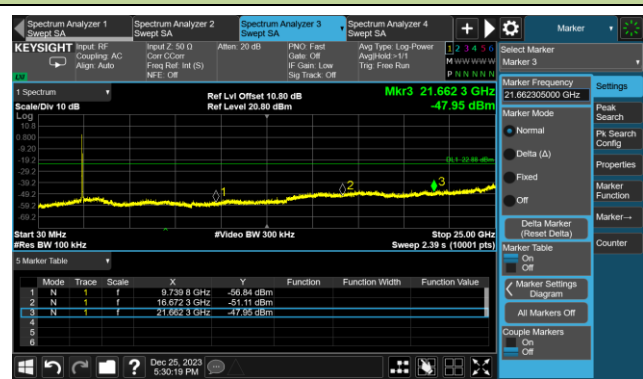 Spectrum Analyzer 1
Swept SA
Spectrum Analyzer 2
Swept SA
Spectrum Analyzer 3
Swept SA
Spectrum Analyzer 4
Swept SA
+
Marker
KEYSIGHT
Input: RF
Coupling: AC
Align: Auto
Input Z: 50 Ω
Corr CCorr
Freq Ref: Int (S)
NFE: Off
Atten: 20 dB
PNO: Fast
Gate: Off
IF Gain: Low
Sig Track: Off
Avg Type: Log-Power
Avg|Hold:>1/1
Trig: Free Run
1 2 3 4 5 6
M W W W W W
P N N N N N
LV
Select Marker
Marker 3
1 Spectrum
Scale/Div 10 dB
Ref Lvl Offset 10.80 dB
Ref Level 20.80 dBm
Mkr3 21.662 3 GHz
-47.95 dBm
Log
10.8
0.800
-9.20
-19.2
-29.2
-39.2
-49.2
-59.2
-69.2
DL1 -22.88 dBm
1
2
3
Start 30 MHz
#Res BW 100 kHz
#Video BW 300 kHz
Stop 25.00 GHz
Sweep 2.39 s (10001 pts)
Marker Frequency
21.662305000 GHz
Marker Mode
Normal
Delta (Δ)
Fixed
Off
Delta Marker
(Reset Delta)
Marker Table
On
Off
Marker Settings
Diagram
All Markers Off
Couple Markers
On
Off
Settings
Peak
Search
Pk Search
Config
Properties
Marker
Function
Marker→
Counter
5 Marker Table
Mode Trace Scale X Y Function Function Width Function Value
1 N 1 f 9.739 8 GHz -56.84 dBm
2 N 1 f 16.672 3 GHz -51.11 dBm
3 N 1 f 21.662 3 GHz -47.95 dBm
4
5
6
?
Dec 25, 2023
5:30:19 PM